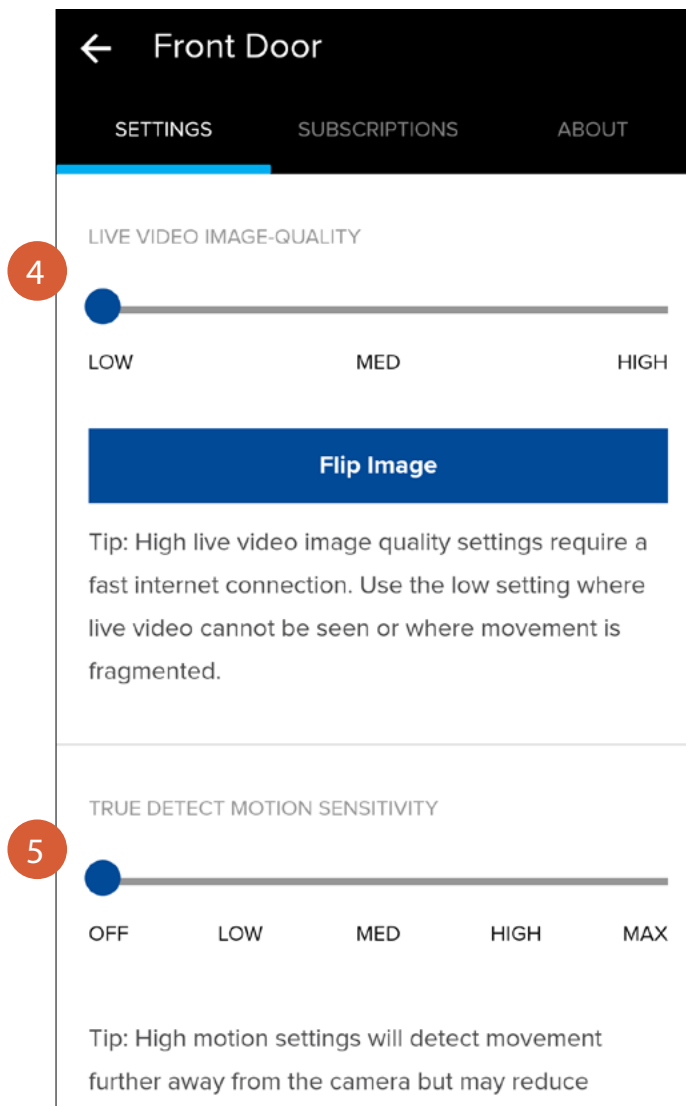 Front Door
SETTINGS SUBSCRIPTIONS ABOUT
LIVE VIDEO IMAGE-QUALITY
4
LOW MED HIGH
Flip Image
Tip: High live video image quality settings require a
fast internet connection. Use the low setting where
live video cannot be seen or where movement is
fragmented.
TRUE DETECT MOTION SENSITIVITY
5
OFF LOW MED HIGH MAX
Tip: High motion settings will detect movement
further away from the camera but may reduce